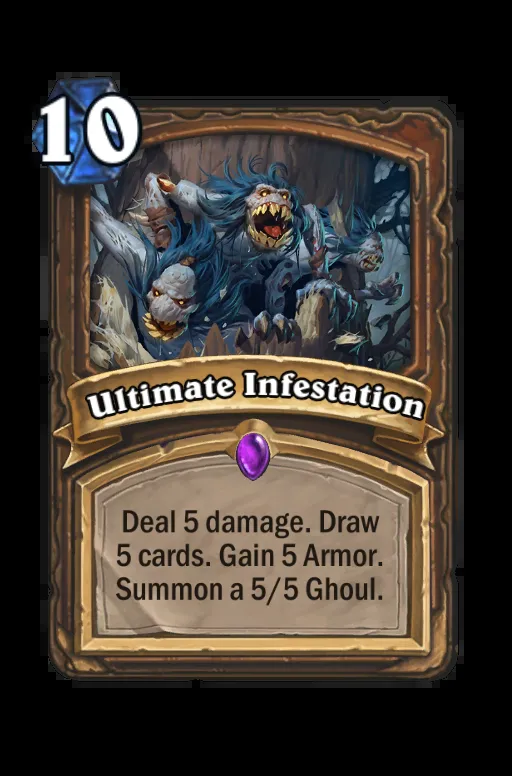 10
Ultimate Infestation
Deal 5 damage. Draw
5 cards. Gain 5 Armor.
Summon a 5/5 Ghoul.